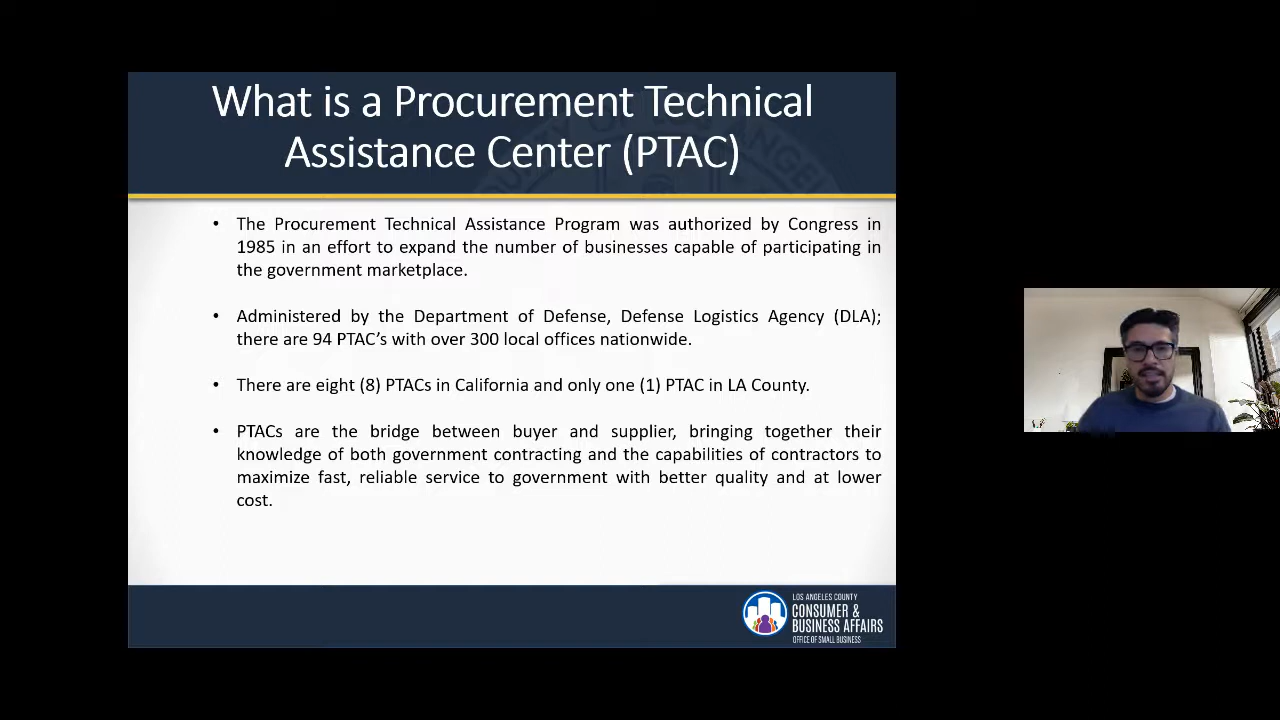 What is a Procurement Technical
Assistance Center (PTAC)
• The Procurement Technical Assistance Program was authorized by Congress in
1985 in an effort to expand the number of businesses capable of participating in
the government marketplace.
• Administered by the Department of Defense, Defense Logistics Agency (DLA);
there are 94 PTAC's with over 300 local offices nationwide.
• There are eight (8) PTACs in California and only one (1) PTAC in LA County.
• PTACs are the bridge between buyer and supplier, bringing together their
knowledge of both government contracting and the capabilities of contractors to
maximize fast, reliable service to government with better quality and at lower
cost.
LOS ANGELES COUNTY
CONSUMER &
BUSINESS AFFAIRS
OFFICE OF SMALL BUSINESS